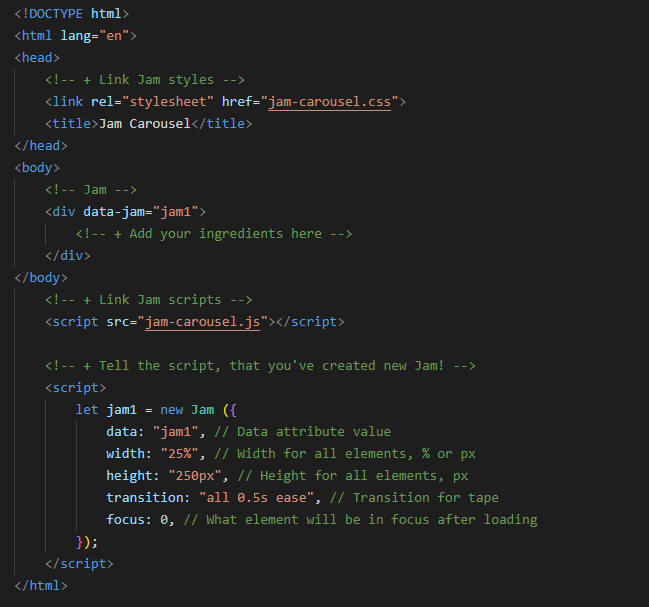 <!DOCTYPE html>
<html lang="en">
<head>
    <!-- + Link Jam styles -->
    <link rel="stylesheet" href="jam-carousel.css">
    <title>Jam Carousel</title>
</head>
<body>
    <!-- Jam -->
    <div data-jam="jam1">
        <!-- + Add your ingredients here -->
    </div>
</body>
    <!-- + Link Jam scripts -->
    <script src="jam-carousel.js"></script>

    <!-- + Tell the script, that you've created new Jam! -->
    <script>
        let jam1 = new Jam ({
            data: "jam1", // Data attribute value
            width: "25%", // Width for all elements, % or px
            height: "250px", // Height for all elements, px
            transition: "all 0.5s ease", // Transition for tape
            focus: 0, // What element will be in focus after loading
        });
    </script>
</html>